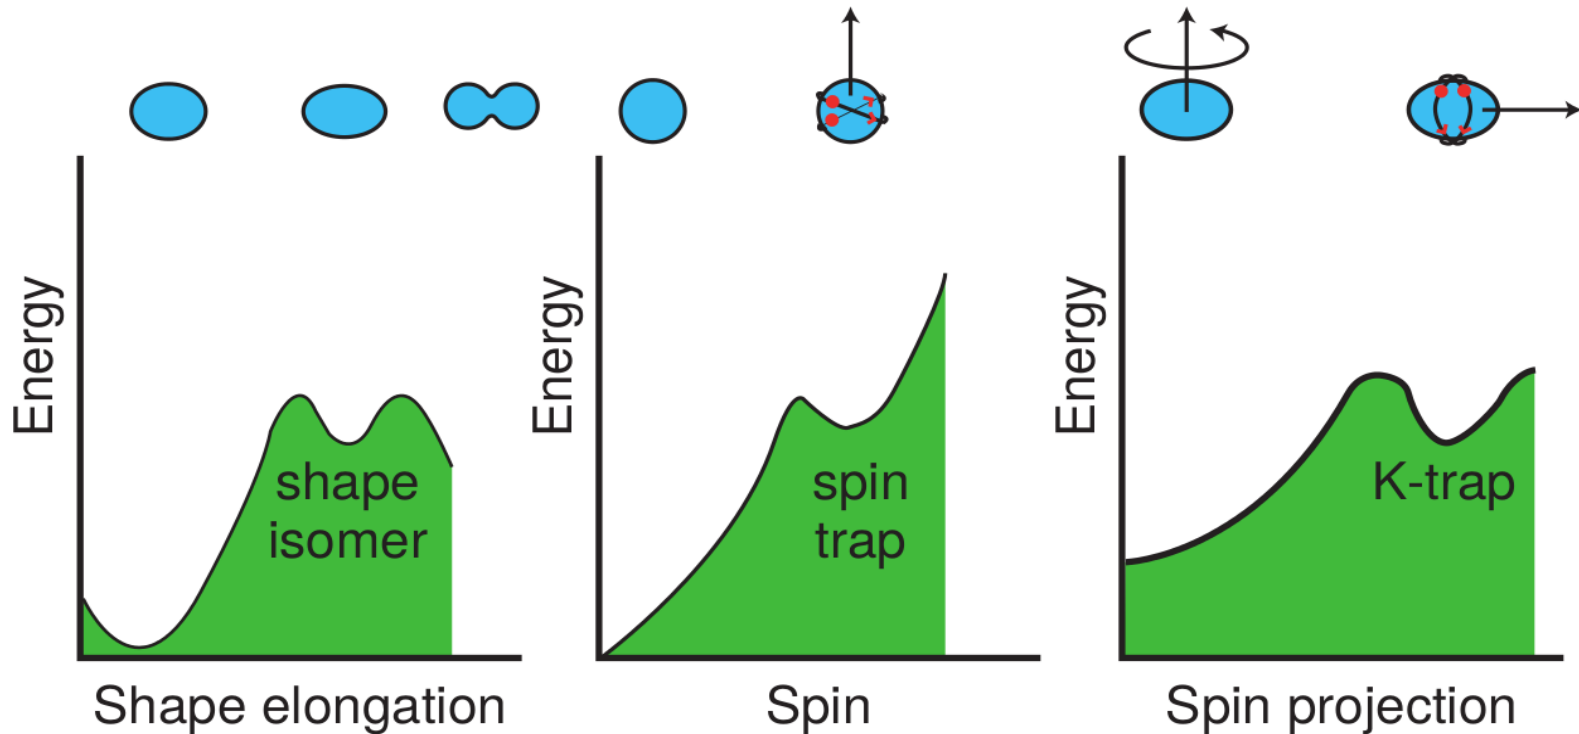 Energy
shape
isomer
Shape elongation
Energy
spin
trap
Spin
Energy
K-trap
Spin projection